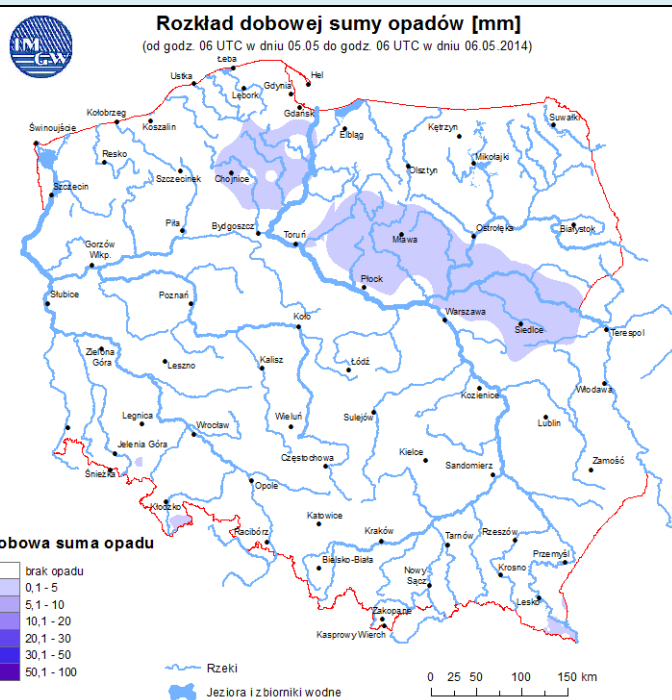 Rozkład dobowej sumy opadów [mm]
(od godz. 06 UTC w dniu 05.05 do godz. 06 UTC w dniu 06.05.2014)
IM
GW
Łeba
Ustka
Hel
Gdynia
Lębork
Gdańsk
Kołobrzeg
Koszalin
Suwałki
Świnoujście
Elbląg
Kętrzyn
Resko
Mikołajki
Olsztyn
Szczecinek
Chojnice
Szczecin
Piła
Bydgoszcz
Toruń
Ostrołęka
Białystok
Mława
Gorzów
Wlkp.
Płock
Słubice
Poznań
Koło
Warszawa
Siedlce
Terespol
Zielona
Góra
Leszno
Kalisz
Łódź
Włodawa
Kozienice
Legnica
Wrocław
Wieluń
Sulejów
Lublin
Jelenia Góra
Kielce
Częstochowa
Sandomierz
Zamość
Śnieżka
Opole
Kłodzko
Katowice
Racibórz
Kraków
Tarnów
Rzeszów
Przemyśl
Bielsko-Biała
Nowy
Sącz
Krosno
Lesko
Zakopane
Kasprowy Wierch
obowa suma opadu
brak opadu
0,1 - 5
5,1 - 10
10,1 - 20
20,1 - 30
30,1 - 50
50,1 - 100
Rzeki
Jeziora i zbiorniki wodne
0 25 50 100 150 km